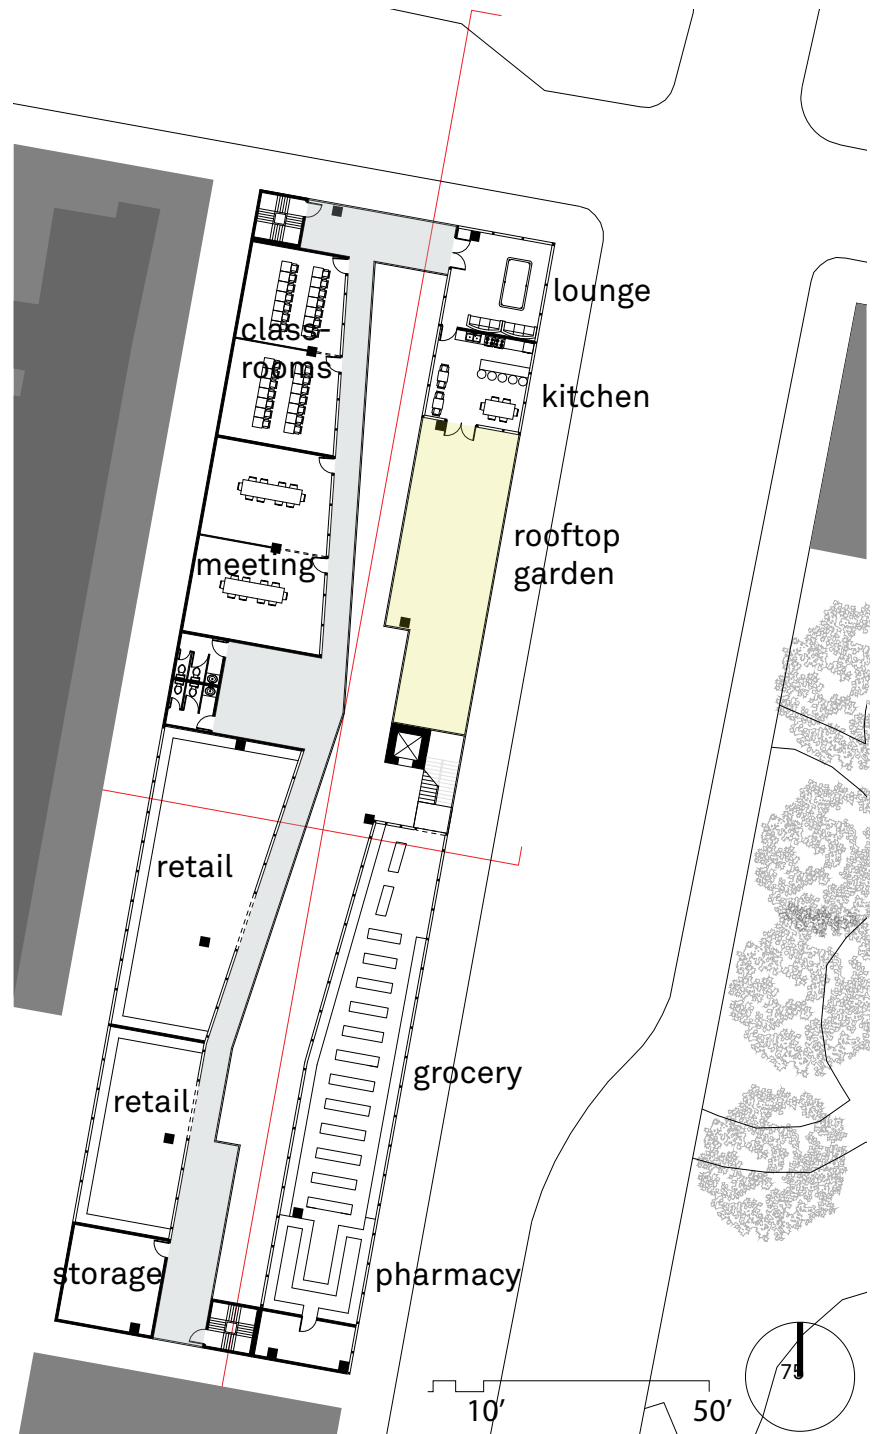 lounge
class-
rooms
kitchen
rooftop
garden
meeting
retail
grocery
retail
storage
pharmacy
75
10’
50’